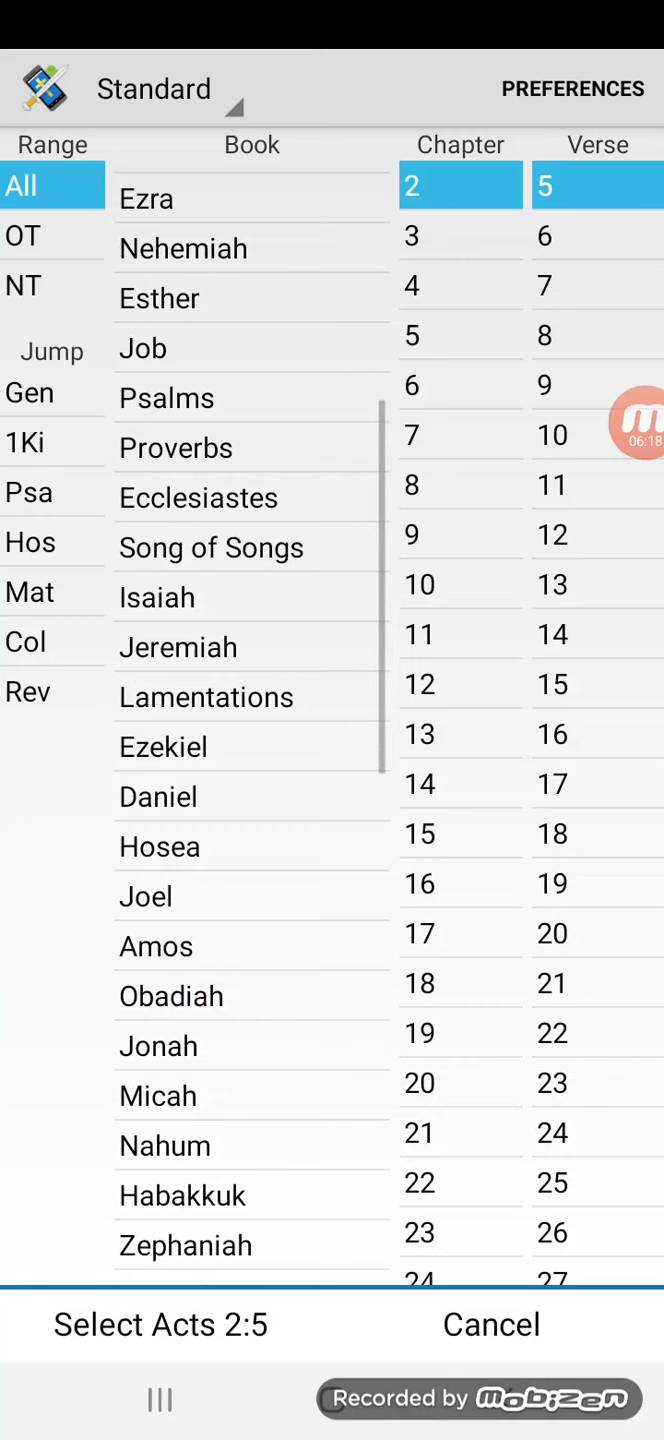 Standard
PREFERENCES
Range
Book
Chapter
Verse
All
OT
NT
Jump
Gen
1Ki
Psa
Hos
Mat
Col
Rev
Ezra
Nehemiah
Esther
Job
Psalms
Proverbs
Ecclesiastes
Song of Songs
Isaiah
Jeremiah
Lamentations
Ezekiel
Daniel
Hosea
Joel
Amos
Obadiah
Jonah
Micah
Nahum
Habakkuk
Zephaniah
2
3
4
5
6
7
8
9
10
11
12
13
14
15
16
17
18
19
20
21
22
23
24
5
6
7
8
9
10
11
12
13
14
15
16
17
18
19
20
21
22
23
24
25
26
27
m
06:18
Select Acts 2:5
Cancel
Recorded by mobizen